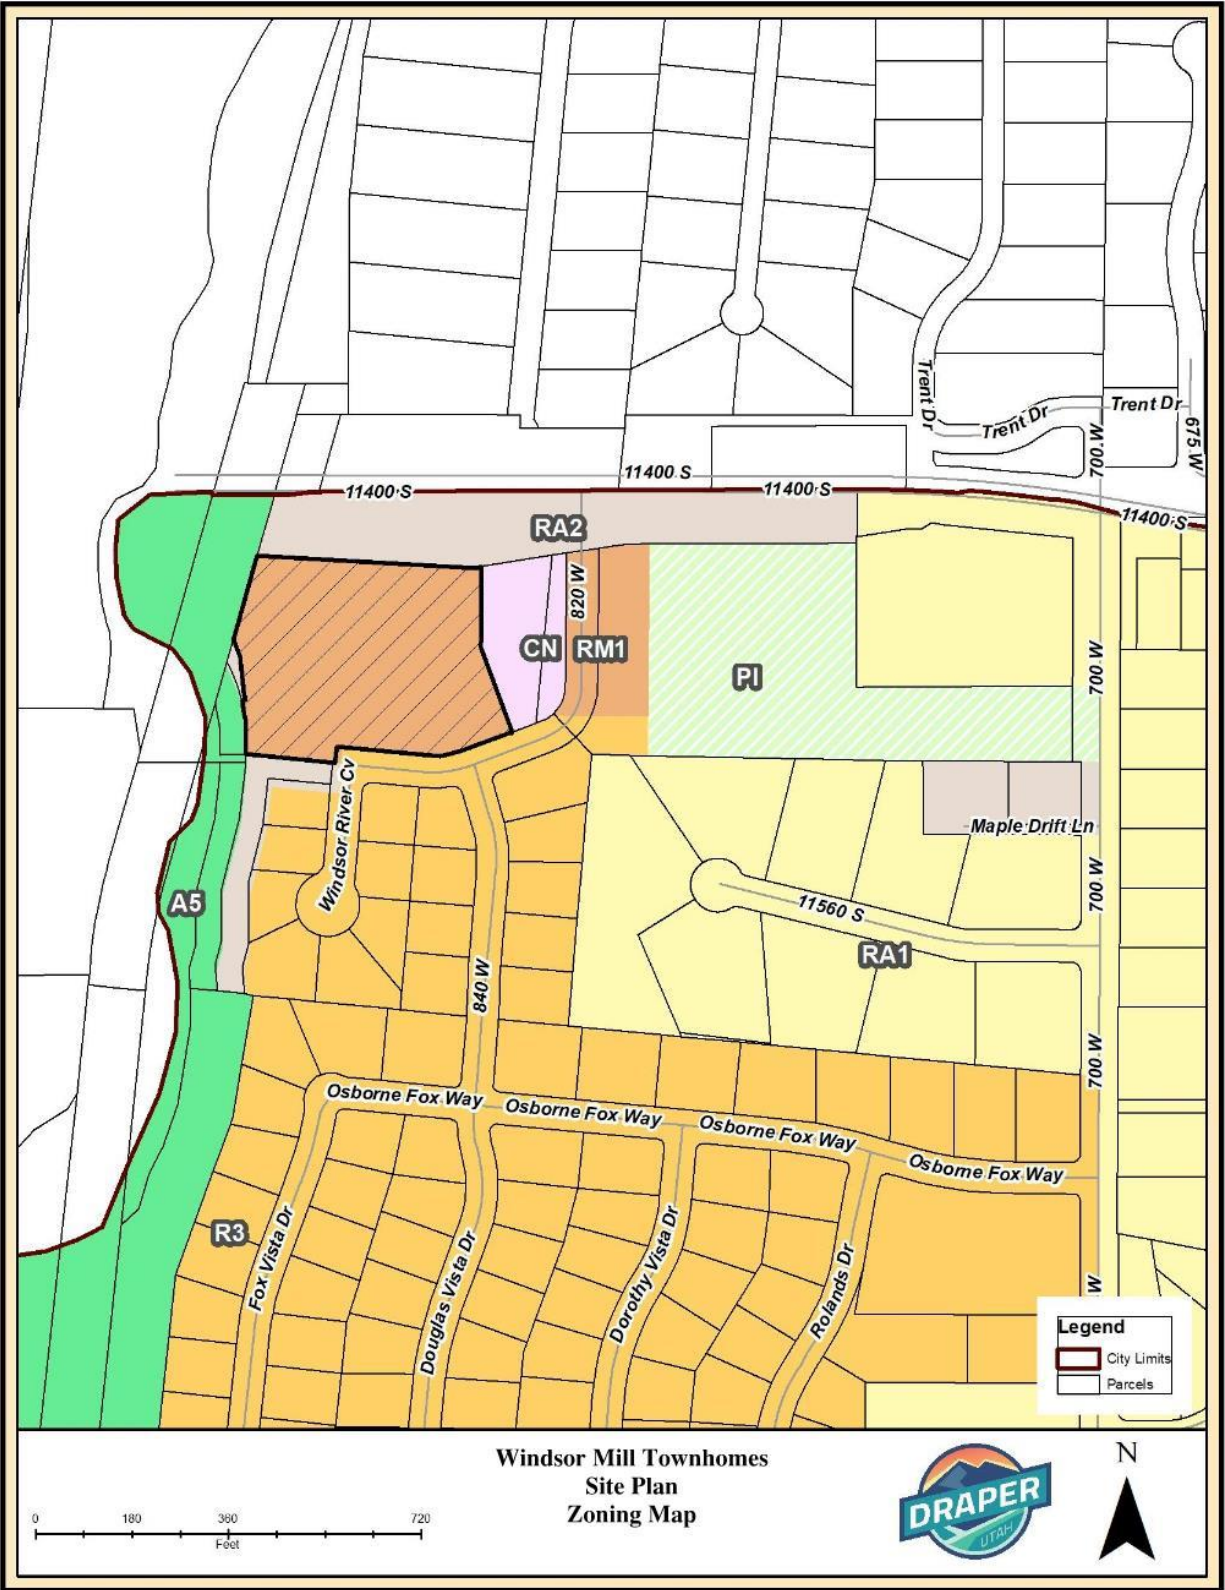 Trent Dr
Trent Dr
Trent Dr
700 W
675 W
11400 S
11400 S
11400 S
11400 S
RA2
820 W
CN
RM1
PI
700 W
Windsor River Cv
Maple Drift Ln
A5
11560 S
700 W
RA1
840 W
700 W
Osborne Fox Way
Osborne Fox Way
Osborne Fox Way
Osborne Fox Way
R3
Fox Vista Dr
Douglas Vista Dr
Dorothy Vista Dr
Rolands Dr
W
Legend
City Limits
Parcels
Windsor Mill Townhomes
Site Plan
Zoning Map
0 180 360 720
Feet
DRAPER
UTAH
N